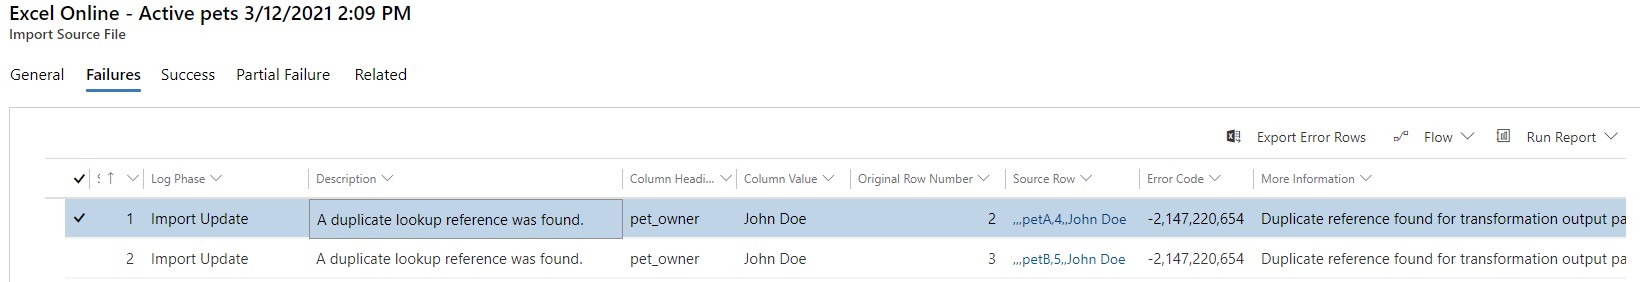 Excel Online - Active pets 3/12/2021 2:09 PM
Import Source File
General Failures Success Partial Failure Related
Export Error Rows Flow Run Report
Log Phase Description Column Headi... Column Value Original Row Number Source Row Error Code More Information
1 Import Update A duplicate lookup reference was found. pet_owner John Doe 2 ,,,petA,4,,John Doe -2,147,220,654 Duplicate reference found for transformation output pa
2 Import Update A duplicate lookup reference was found. pet_owner John Doe 3 ,,,petB,5,,John Doe -2,147,220,654 Duplicate reference found for transformation output pa